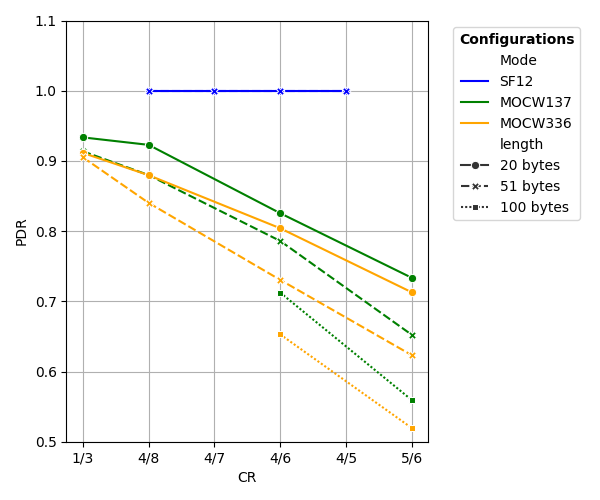 1.1
1.0
0.9
0.8
0.7
0.6
0.5
PDR
1/3 4/8 4/7 4/6 4/5 5/6
CR
Configurations
Mode
SF12
MOCW137
MOCW336
length
20 bytes
51 bytes
100 bytes